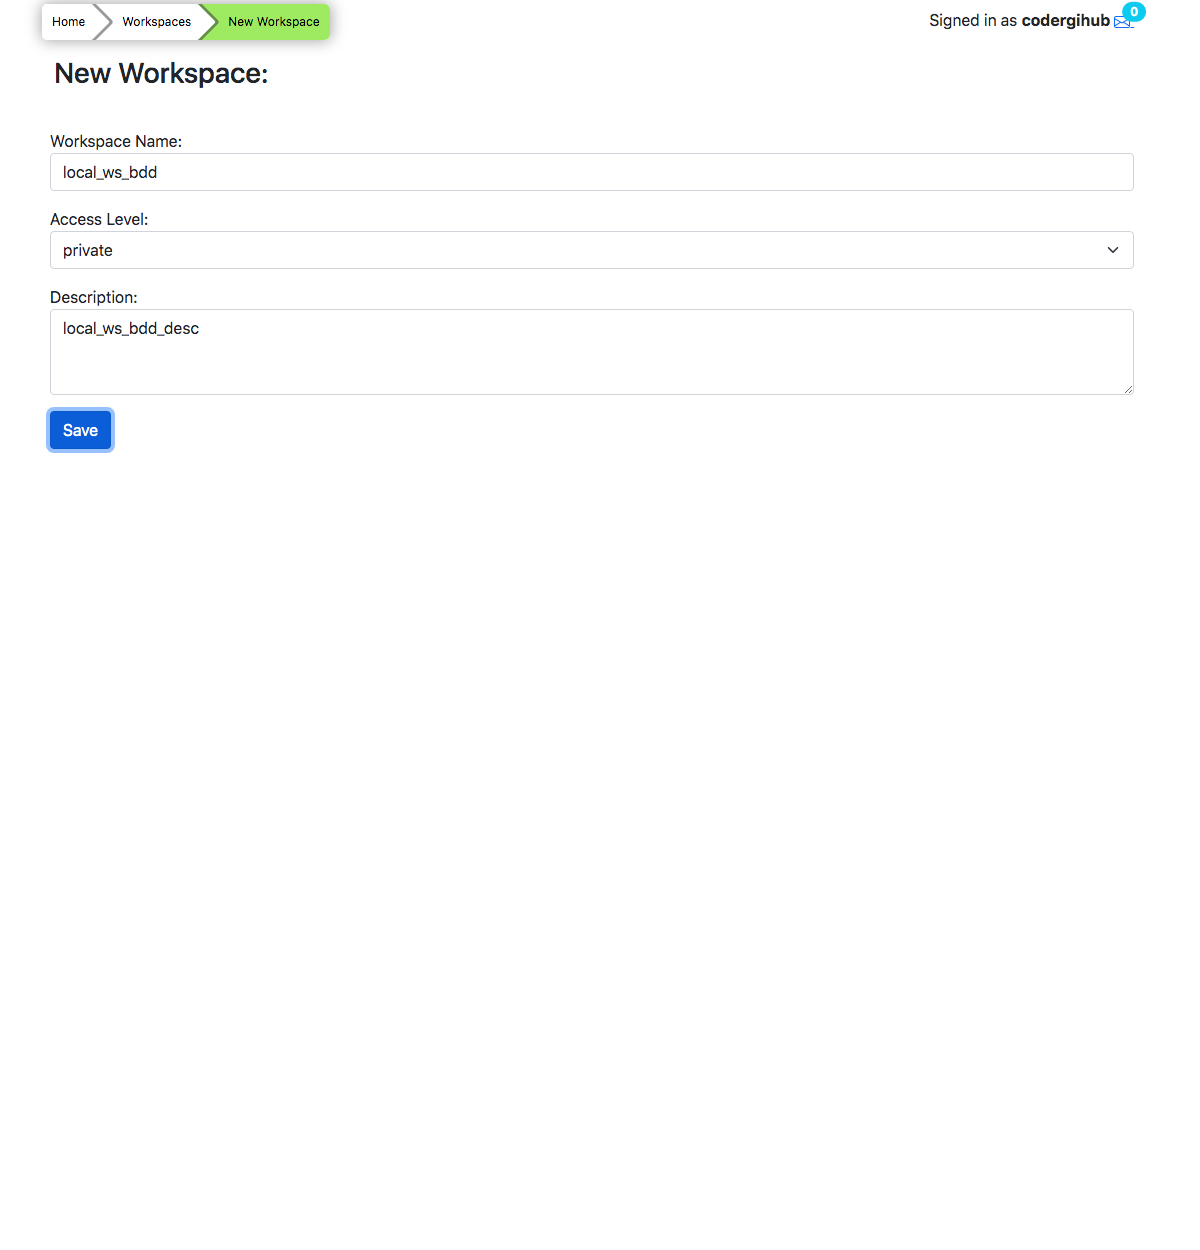 Home Workspaces New Workspace
Signed in as codergihub 0
New Workspace:
Workspace Name:
local_ws_bdd
Access Level:
private
Description:
local_ws_bdd_desc
Save